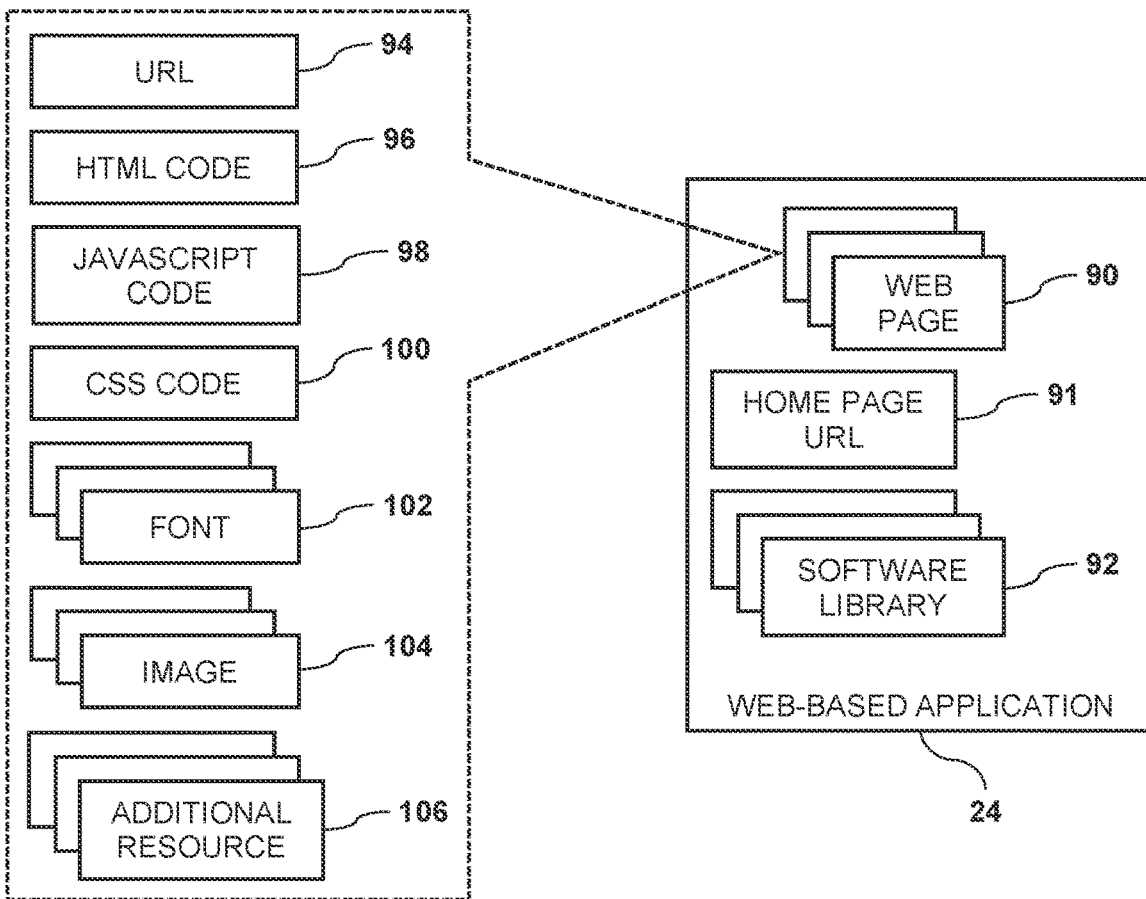 URL
94
HTML CODE
96
JAVASCRIPT
CODE
98
CSS CODE
100
FONT
102
IMAGE
104
ADDITIONAL
RESOURCE
106
WEB
PAGE
90
HOME PAGE
URL
91
SOFTWARE
LIBRARY
92
WEB-BASED APPLICATION
24